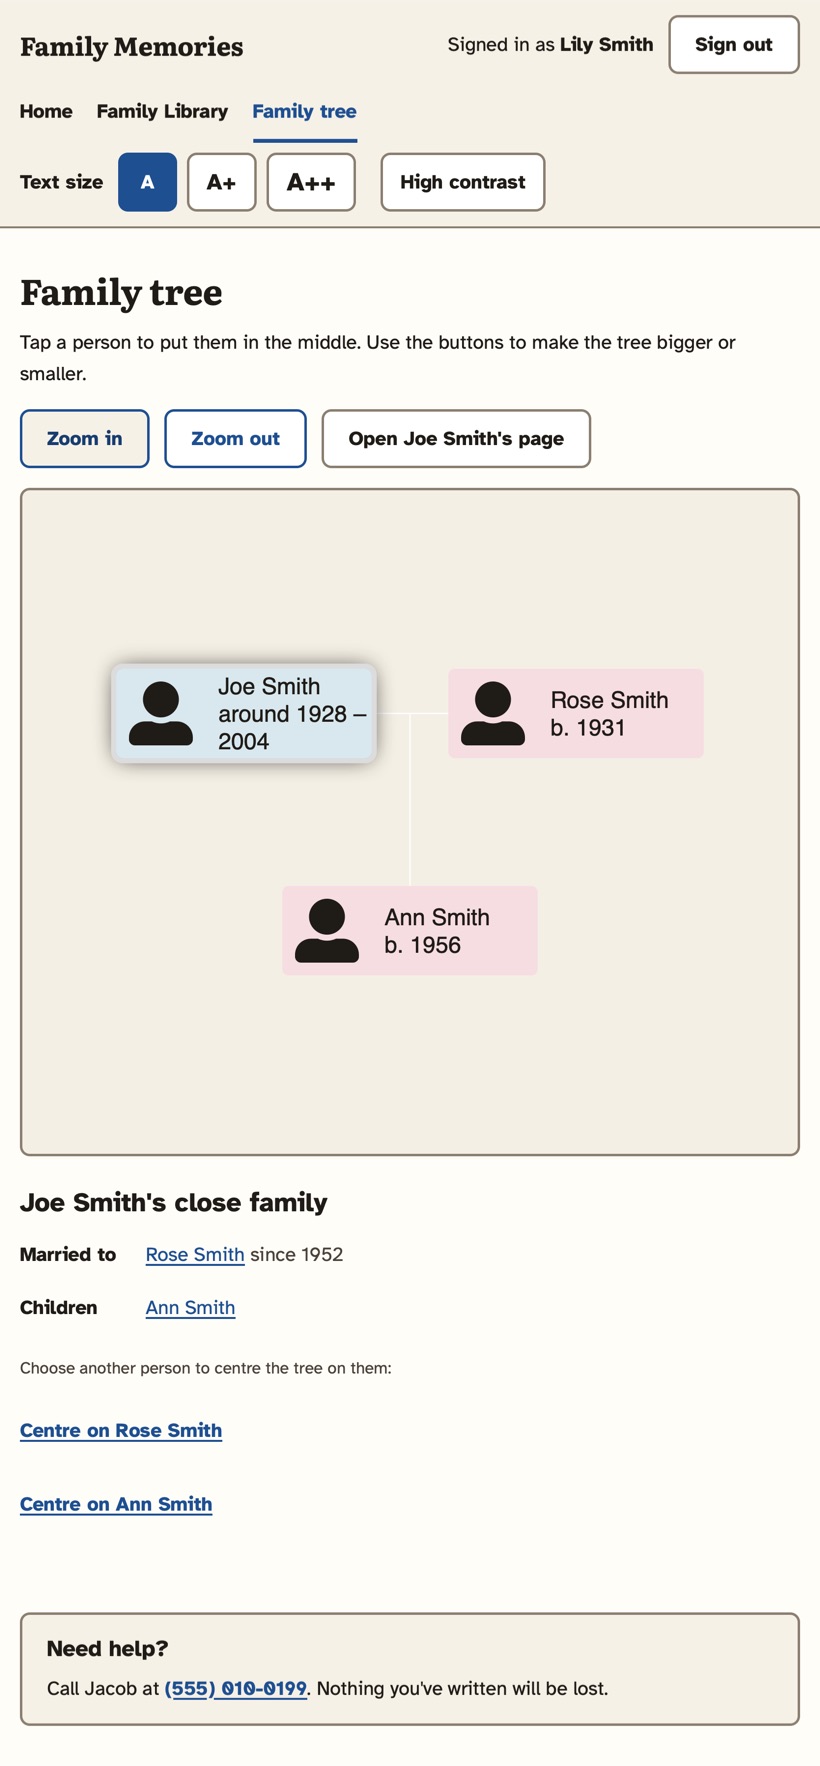 Family Memories
Signed in as Lily Smith
Sign out
Home
Family Library
Family tree
Text size
A
A+
A++
High contrast
Family tree
Tap a person to put them in the middle. Use the buttons to make the tree bigger or
smaller.
Zoom in
Zoom out
Open Joe Smith's page
Joe Smith
around 1928 –
2004
Rose Smith
b. 1931
Ann Smith
b. 1956
Joe Smith's close family
Married to
Rose Smith since 1952
Children
Ann Smith
Choose another person to centre the tree on them:
Centre on Rose Smith
Centre on Ann Smith
Need help?
Call Jacob at (555) 010-0199. Nothing you've written will be lost.